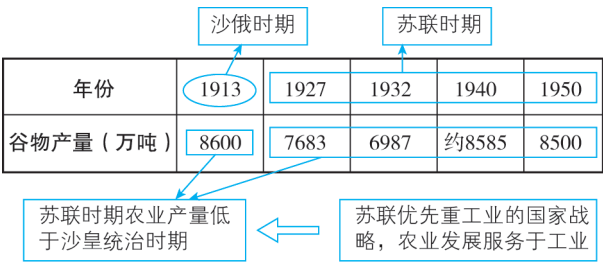 沙俄时期 苏联时期
年份 1913 1927 1932 1940 1950
谷物产量（万吨） 8600 7683 6987 约8585 8500
苏联时期农业产量低
于沙皇统治时期
苏联优先重工业的国家战
略，农业发展服务于工业